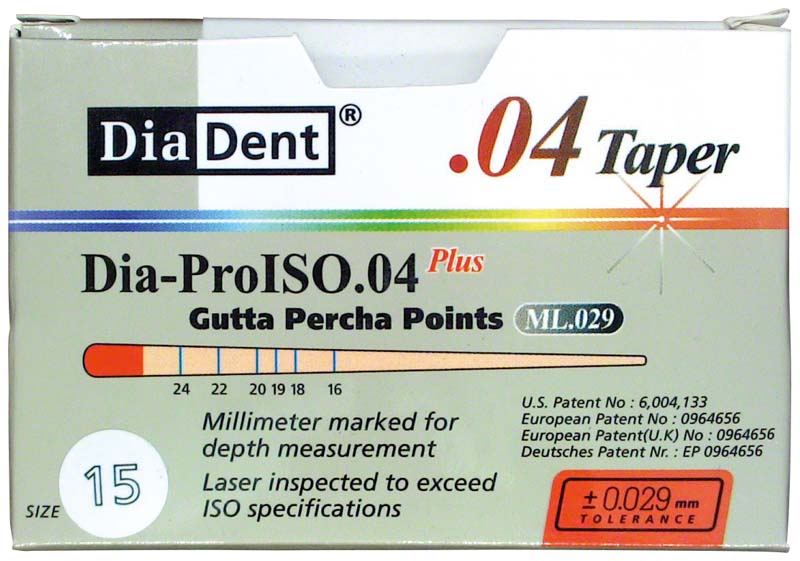 DiaDent®
.04 Taper
Dia-ProISO.04 Plus
Gutta Percha Points ML.029
24 22 20 19 18 16
Millimeter marked for
depth measurement
Laser inspected to exceed
ISO specifications
U.S. Patent No : 6,004,133
European Patent No : 0964656
European Patent(U.K) No : 0964656
Deutsches Patent Nr. : EP 0964656
SIZE 15
± 0.029 mm
TOLERANCE